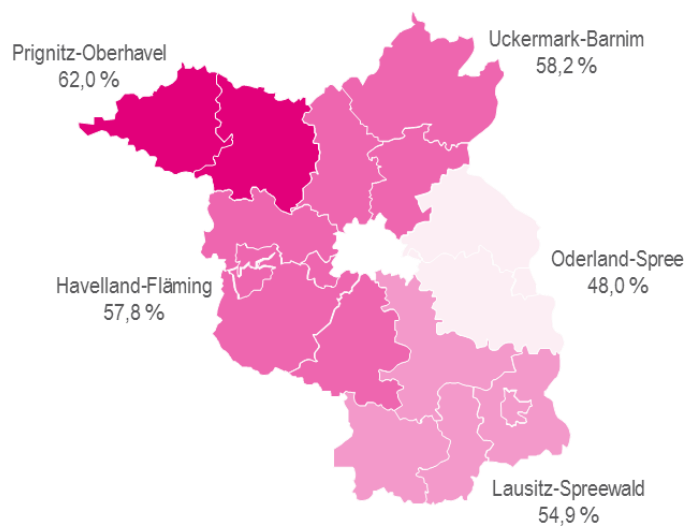 Prignitz-Oberhavel
62,0 %
Uckermark-Barnim
58,2 %
Oderland-Spree
48,0 %
Havelland-Fläming
57,8 %
Lausitz-Spreewald
54,9 %